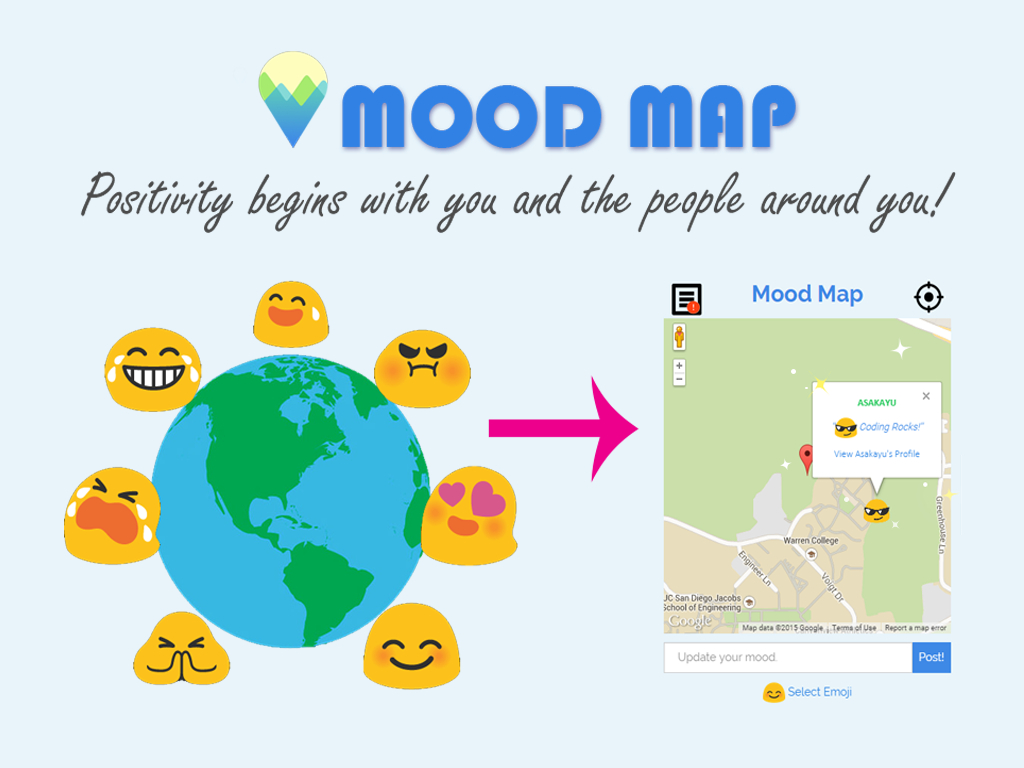 MOOD MAP
Positivity begins with you and the people around you!
Mood Map
ASAKAYU
"😎 Coding Rocks!"
View Asakayu's Profile
Greenhouse Ln
Warren College
Engineer Ln
Voigt Dr
UC San Diego Jacobs
School of Engineering
Google
Map data ©2015 Google
Terms of Use
Report a map error
Update your mood.
Post!
Select Emoji